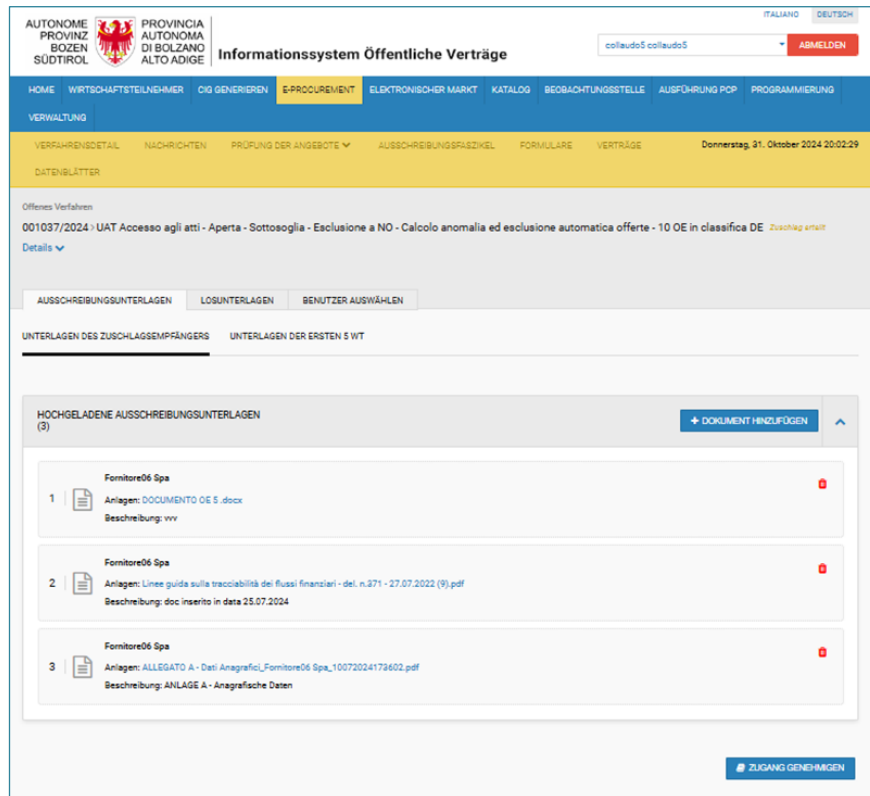 ITALIANO DEUTSCH
AUTONOME PROVINZ BOZEN SÜDTIROL
PROVINCIA AUTONOMA DI BOLZANO ALTO ADIGE
Informationssystem Öffentliche Verträge
collaudo5 collaudo5
ABMELDEN
HOME WIRTSCHAFTSTEILNEHMER CIG GENERIEREN E-PROCUREMENT ELEKTRONISCHER MARKT KATALOG BEOBACHTUNGSSTELLE AUSFÜHRUNG PCP PROGRAMMIERUNG
VERWALTUNG
VERFAHRENSDETAIL NACHRICHTEN PRÜFUNG DER ANGEBOTE AUSSCHREIBUNGSFASZIKEL FORMULARE VERTRÄGE Donnerstag, 31. Oktober 2024 20:02:29
DATENBLÄTTER
Offenes Verfahren
001037/2024 > UAT Accesso agli atti - Aperta - Sottosoglia - Esclusione a NO - Calcolo anomalia ed esclusione automatica offerte - 10 OE in classifica DE Zuschlag erteilt
Details
AUSSCHREIBUNGSUNTERLAGEN LOSUNTERLAGEN BENUTZER AUSWÄHLEN
UNTERLAGEN DES ZUSCHLAGSEMPFÄNGERS UNTERLAGEN DER ERSTEN 5 WT
HOCHGELADENE AUSSCHREIBUNGSUNTERLAGEN
(3)
+ DOKUMENT HINZUFÜGEN
Fornitore06 Spa
1
Anlagen: DOCUMENTO OE 5 .docx
Beschreibung: vvv
Fornitore06 Spa
2
Anlagen: Linee guida sulla tracciabilità dei flussi finanziari - del. n.371 - 27.07.2022 (9).pdf
Beschreibung: doc inserito in data 25.07.2024
Fornitore06 Spa
3
Anlagen: ALLEGATO A - Dati Anagrafici_Fornitore06 Spa_10072024173602.pdf
Beschreibung: ANLAGE A - Anagrafische Daten
ZUGANG GENEHMIGEN